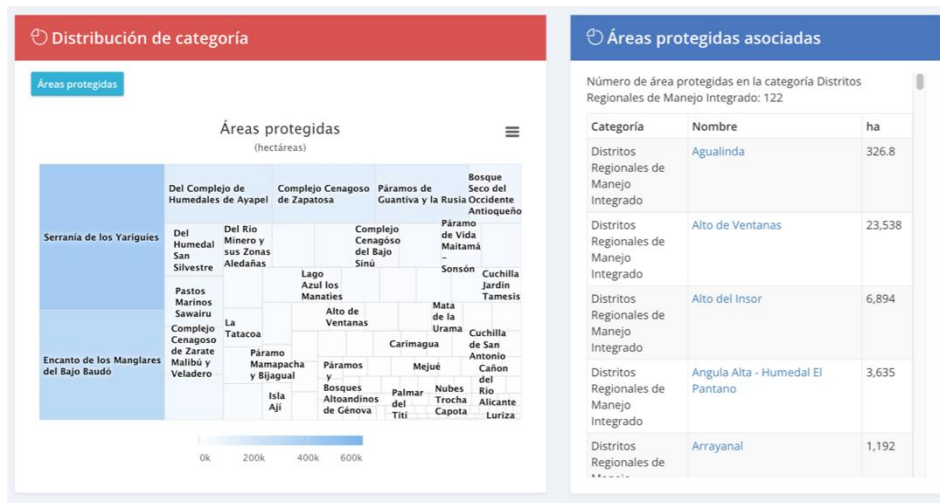 Distribución de categoría
Áreas protegidas
Áreas protegidas
(hectáreas)
Serranía de los Yariguíes
Encanto de los Manglares
del Bajo Baudó
Del Complejo de
Humedales de Ayapel
Complejo Cenagoso
de Zapatosa
Páramos de
Guantiva y la Rusia
Bosque
Seco del
Occidente
Antioqueño
Del
Humedal
San
Silvestre
Del Rio
Minero y
sus Zonas
Aledañas
Complejo
Cenagóso
del Bajo
Sinú
Páramo
de Vida
Maitamá
–
Sonsón
Pastos
Marinos
Sawairu
Lago
Azul los
Manaties
Cuchilla
Jardin
Tamesis
Complejo
Cenagoso
de Zarate
Malibú y
Veladero
La
Tatacoa
Alto de
Ventanas
Mata
de la
Urama
Páramo
Mamapacha
y Bijagual
Carimagua
Cuchilla
de San
Antonio
Isla
Ají
Páramos
y
Bosques
Altoandinos
de Génova
Mejué
Cañon
del
Rio
Alicante
Palmar
del
Tití
Nubes
Trocha
Capota
Luriza
0k 200k 400k 600k
Áreas protegidas asociadas
Número de área protegidas en la categoría Distritos
Regionales de Manejo Integrado: 122
Categoría Nombre ha
Distritos Agualinda 326.8
Regionales de
Manejo
Integrado
Distritos Alto de Ventanas 23,538
Regionales de
Manejo
Integrado
Distritos Alto del Insor 6,894
Regionales de
Manejo
Integrado
Distritos Angula Alta - Humedal El 3,635
Regionales de Pantano
Manejo
Integrado
Distritos Arrayanal 1,192
Regionales de